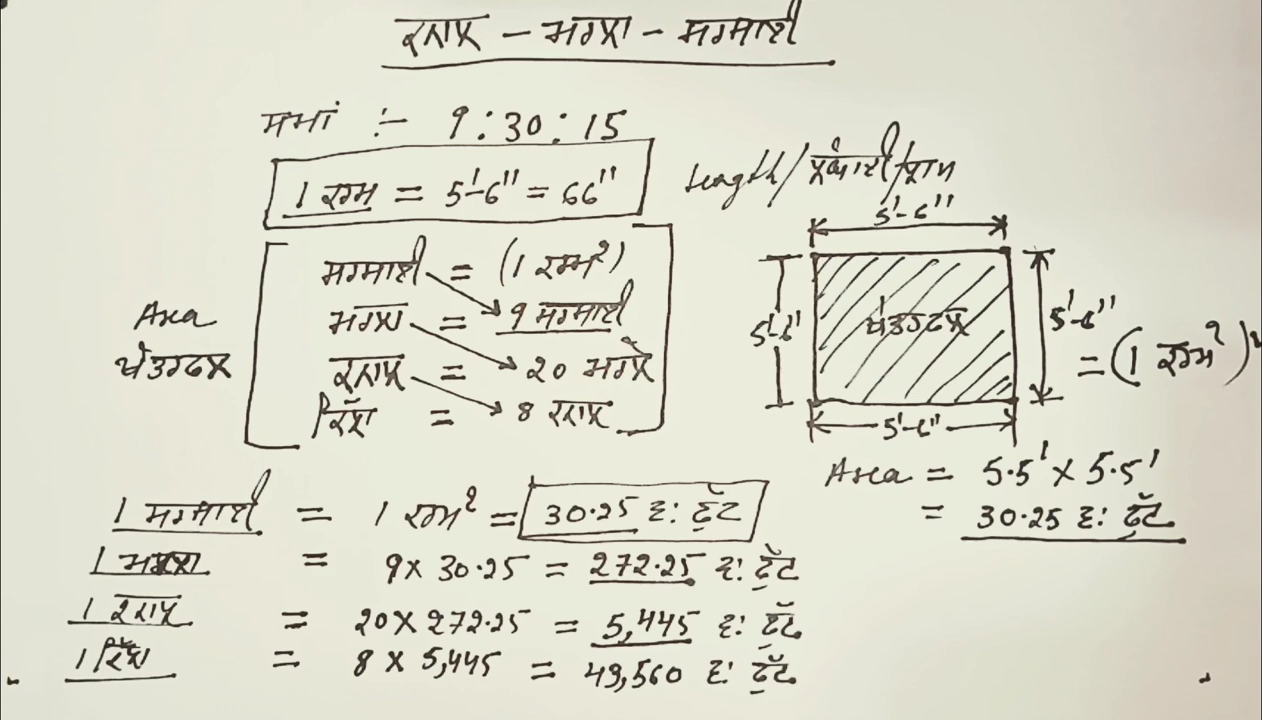 ਕਨਾਲ - ਮਰਲਾ - ਸਰਸਾਹੀ
ਸਮਾਂ :- 9:30:15
1 ਕਰਮ = 5'-6" = 66"
Length/ਲੰਬਾਈ/
5'-6"
Area
ਖੇਤਰਫਲ
ਸਰਸਾਹੀ = (1 ਕਰਮ²)
ਮਰਲਾ = 9 ਸਰਸਾਹੀ
ਕਨਾਲ = 20 ਮਰਲੇ
ਕਿੱਲਾ = 8 ਕਨਾਲ
5'-6"
ਖੇਤਰਫਲ
5'-6"
= (1 ਕਰਮ²)²
5'-6"
Area = 5.5' x 5.5'
= 30.25 ਵ: ਫੁੱਟ
1 ਸਰਸਾਹੀ = 1 ਕਰਮ² = 30.25 ਵ: ਫੁੱਟ
1 ਮਰਲਾ = 9 x 30.25 = 272.25 ਵ: ਫੁੱਟ
1 ਕਨਾਲ = 20 x 272.25 = 5,445 ਵ: ਫੁੱਟ
1 ਕਿੱਲਾ = 8 x 5,445 = 43,560 ਵ: ਫੁੱਟ